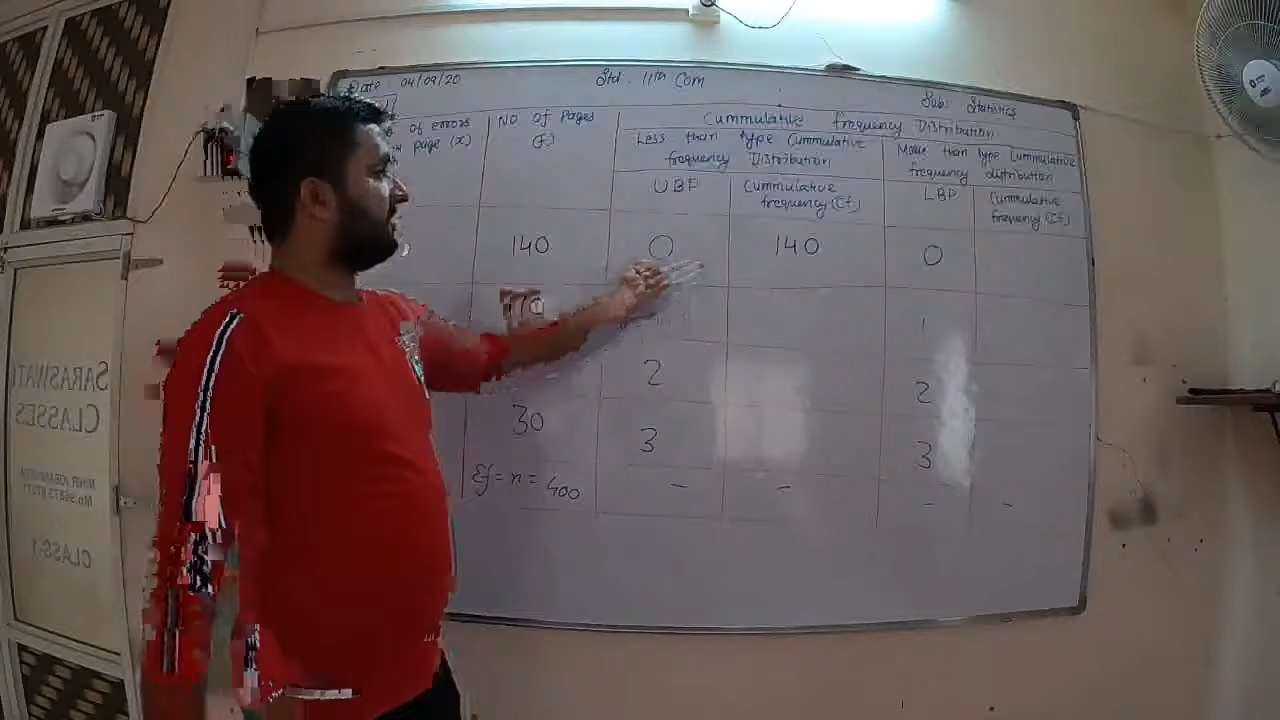 Date 04/09/20
Std. 11th Com
Sub: Statistics
of errors
page (x)
No of Pages
(f)
Cummulative frequency Distribution
Less than type Cummulative
frequency Distribution
More than type Cummulative
frequency distribution
UBP
Cummulative
frequency (Cf)
LBP
Cummulative
frequency (Cf)
140 0 140 0
1
2 2
30 3 3
Σf = n = 400 - - - -
SARASWATI
CLASSES
CLASS-1